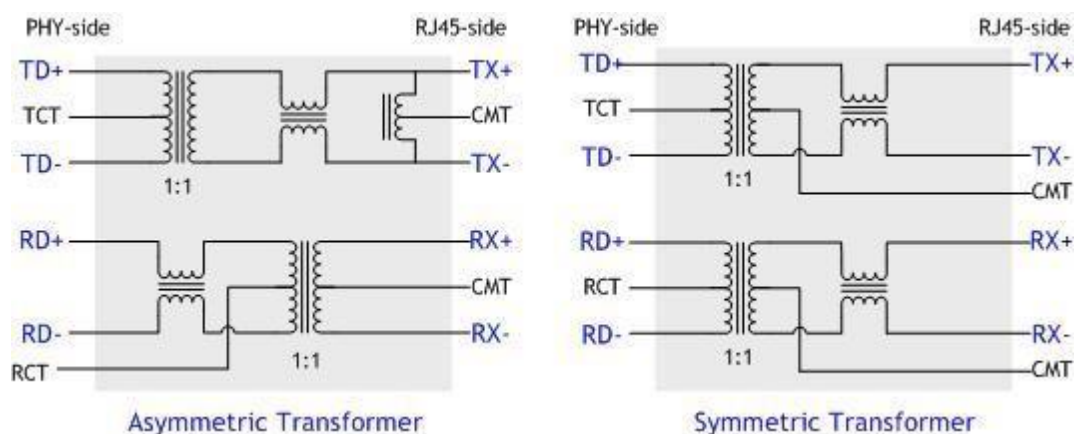 PHY-side
RJ45-side
TD+
TX+
TCT
CMT
TD-
TX-
1:1
RD+
RX+
CMT
RD-
RX-
RCT
1:1
Asymmetric Transformer
PHY-side
RJ45-side
TD+
TX+
TCT
TD-
TX-
1:1
CMT
RD+
RX+
RCT
RD-
RX-
1:1
CMT
Symmetric Transformer